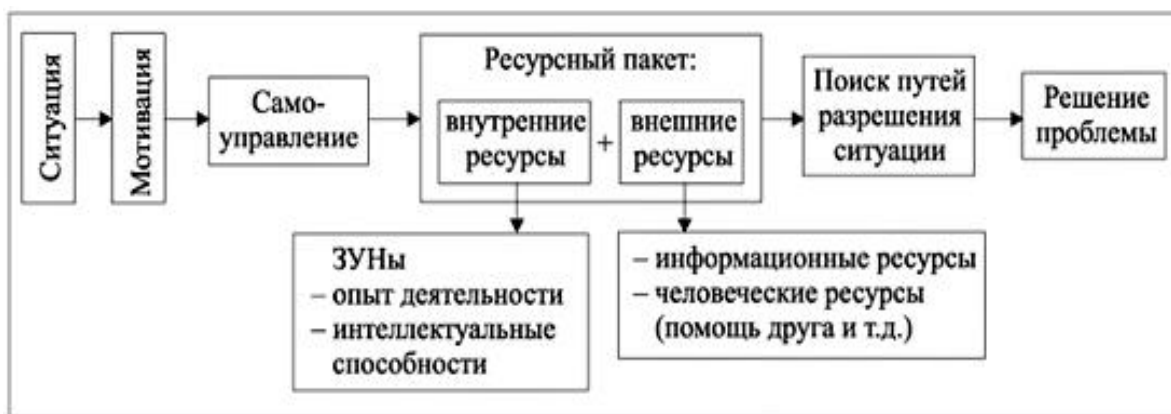 Ситуация
Мотивация
Само-
управление
Ресурсный пакет:
внутренние
ресурсы
+
внешние
ресурсы
Поиск путей
разрешения
ситуации
Решение
проблемы
ЗУНы
– опыт деятельности
– интеллектуальные
способности
– информационные ресурсы
– человеческие ресурсы
(помощь друга и т.д.)